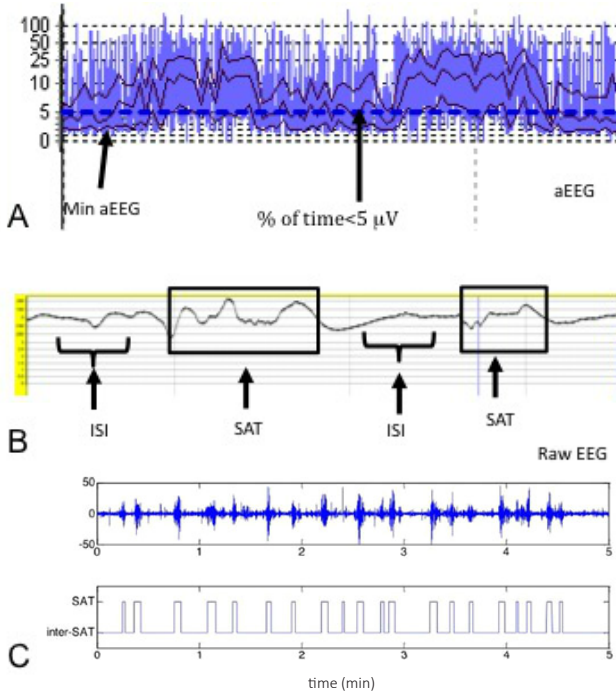 100
50
25
10
5
0
Min aEEG
% of time<5 µV
aEEG
A
ISI
SAT
ISI
SAT
B
Raw EEG
50
0
-50
0 1 2 3 4 5
SAT
inter-SAT
0 1 2 3 4 5
C
time (min)